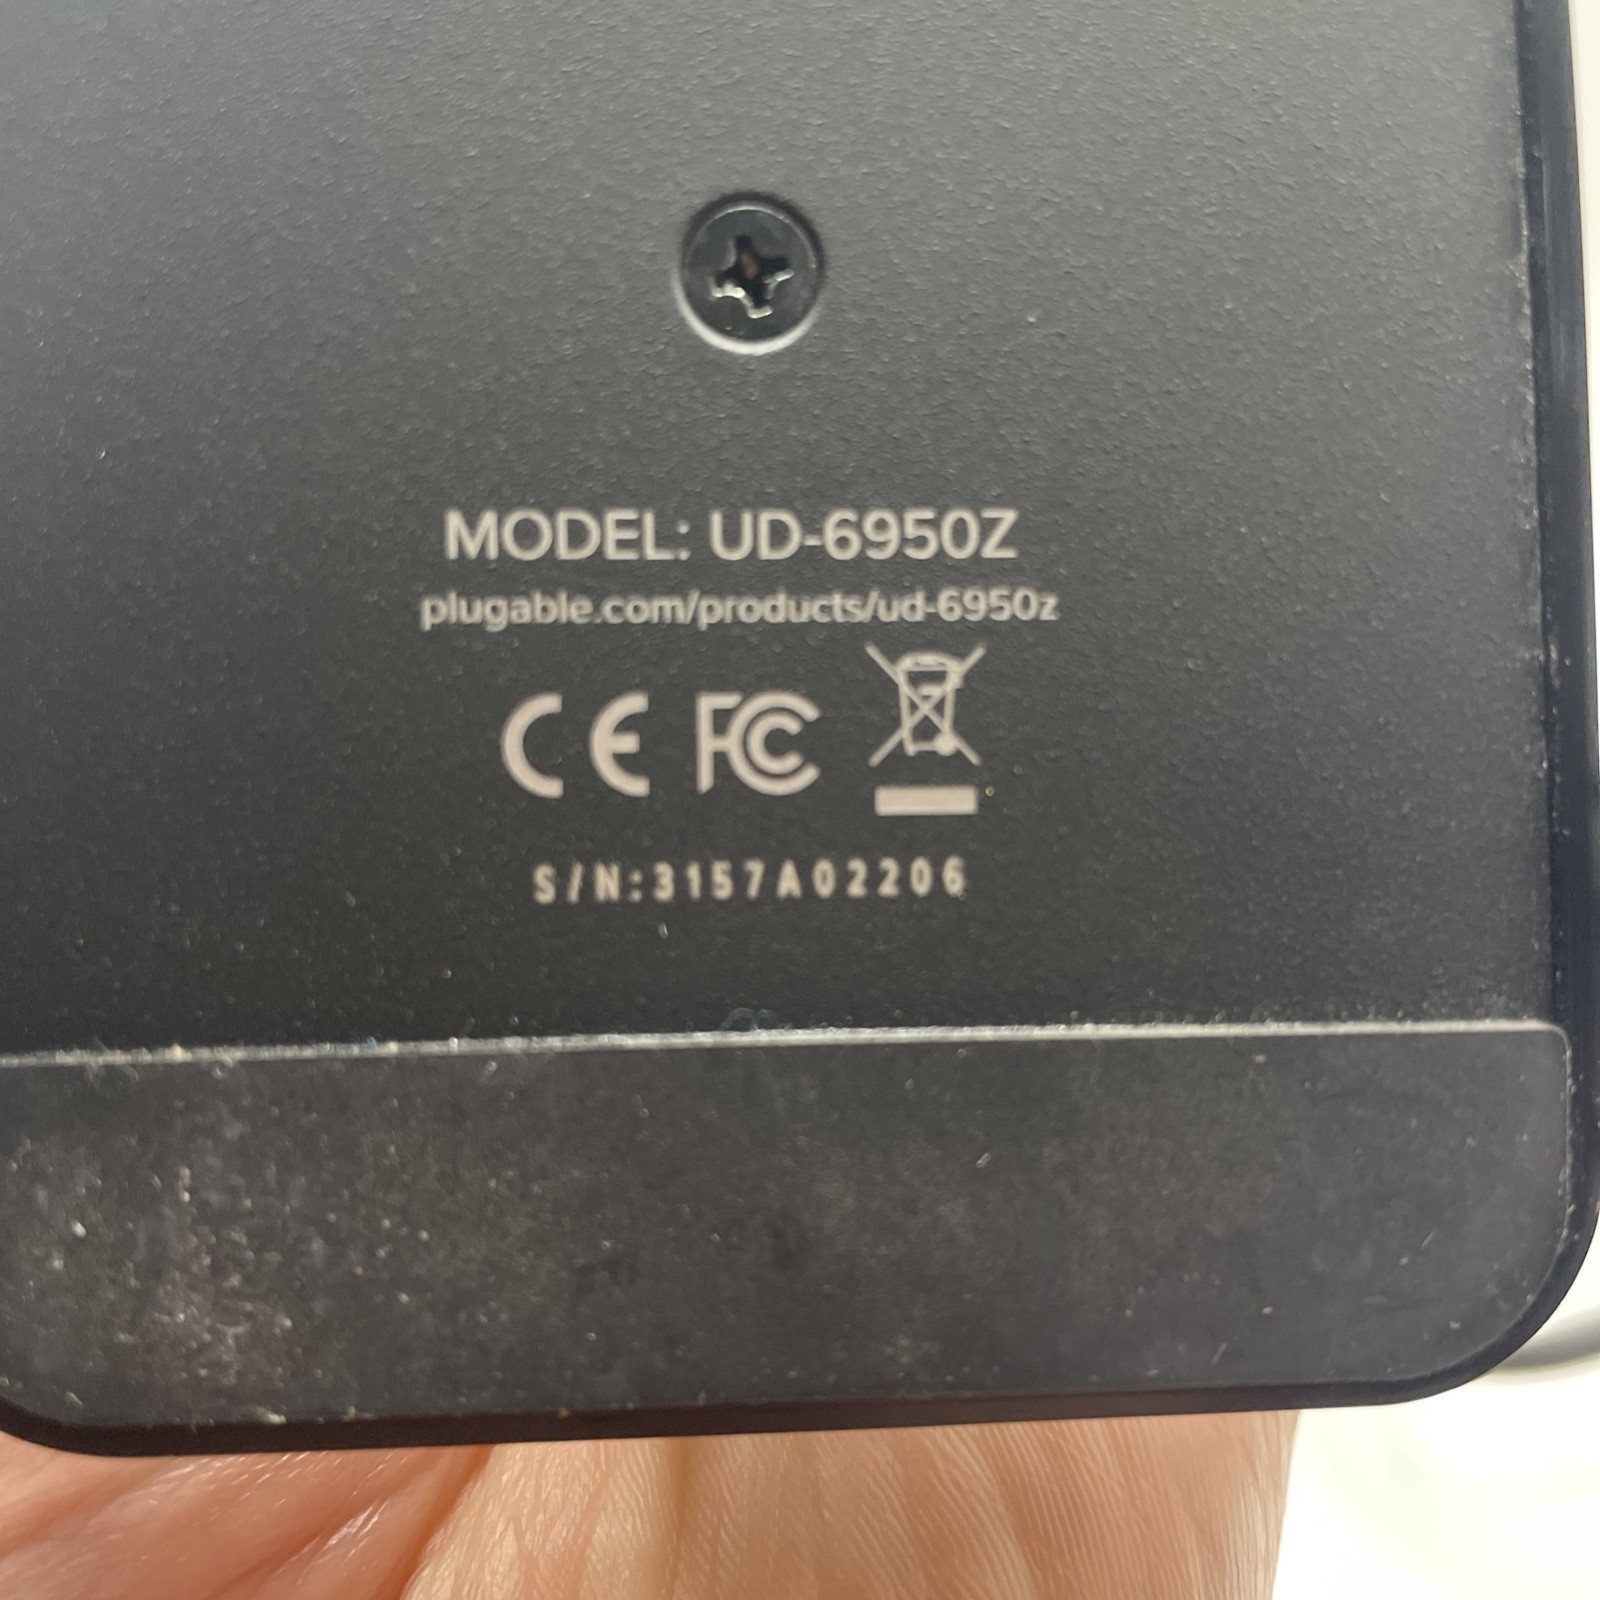 MODEL: UD-6950Z
plugable.com/products/ud-6950z
CE FC
S/N:3157A02206